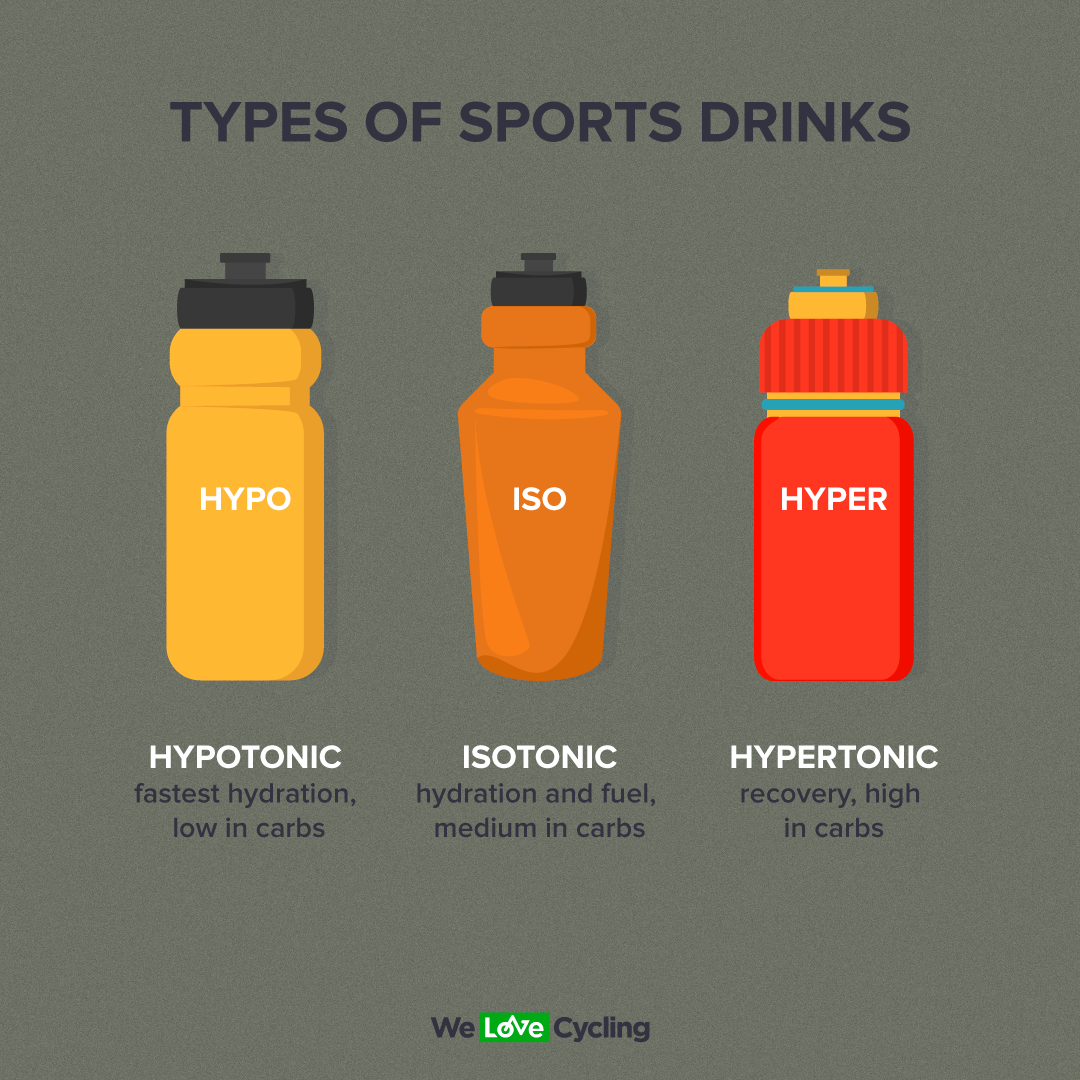 TYPES OF SPORTS DRINKS
HYPO
ISO
HYPER
HYPOTONIC
fastest hydration,
low in carbs
ISOTONIC
hydration and fuel,
medium in carbs
HYPERTONIC
recovery, high
in carbs
We Love Cycling